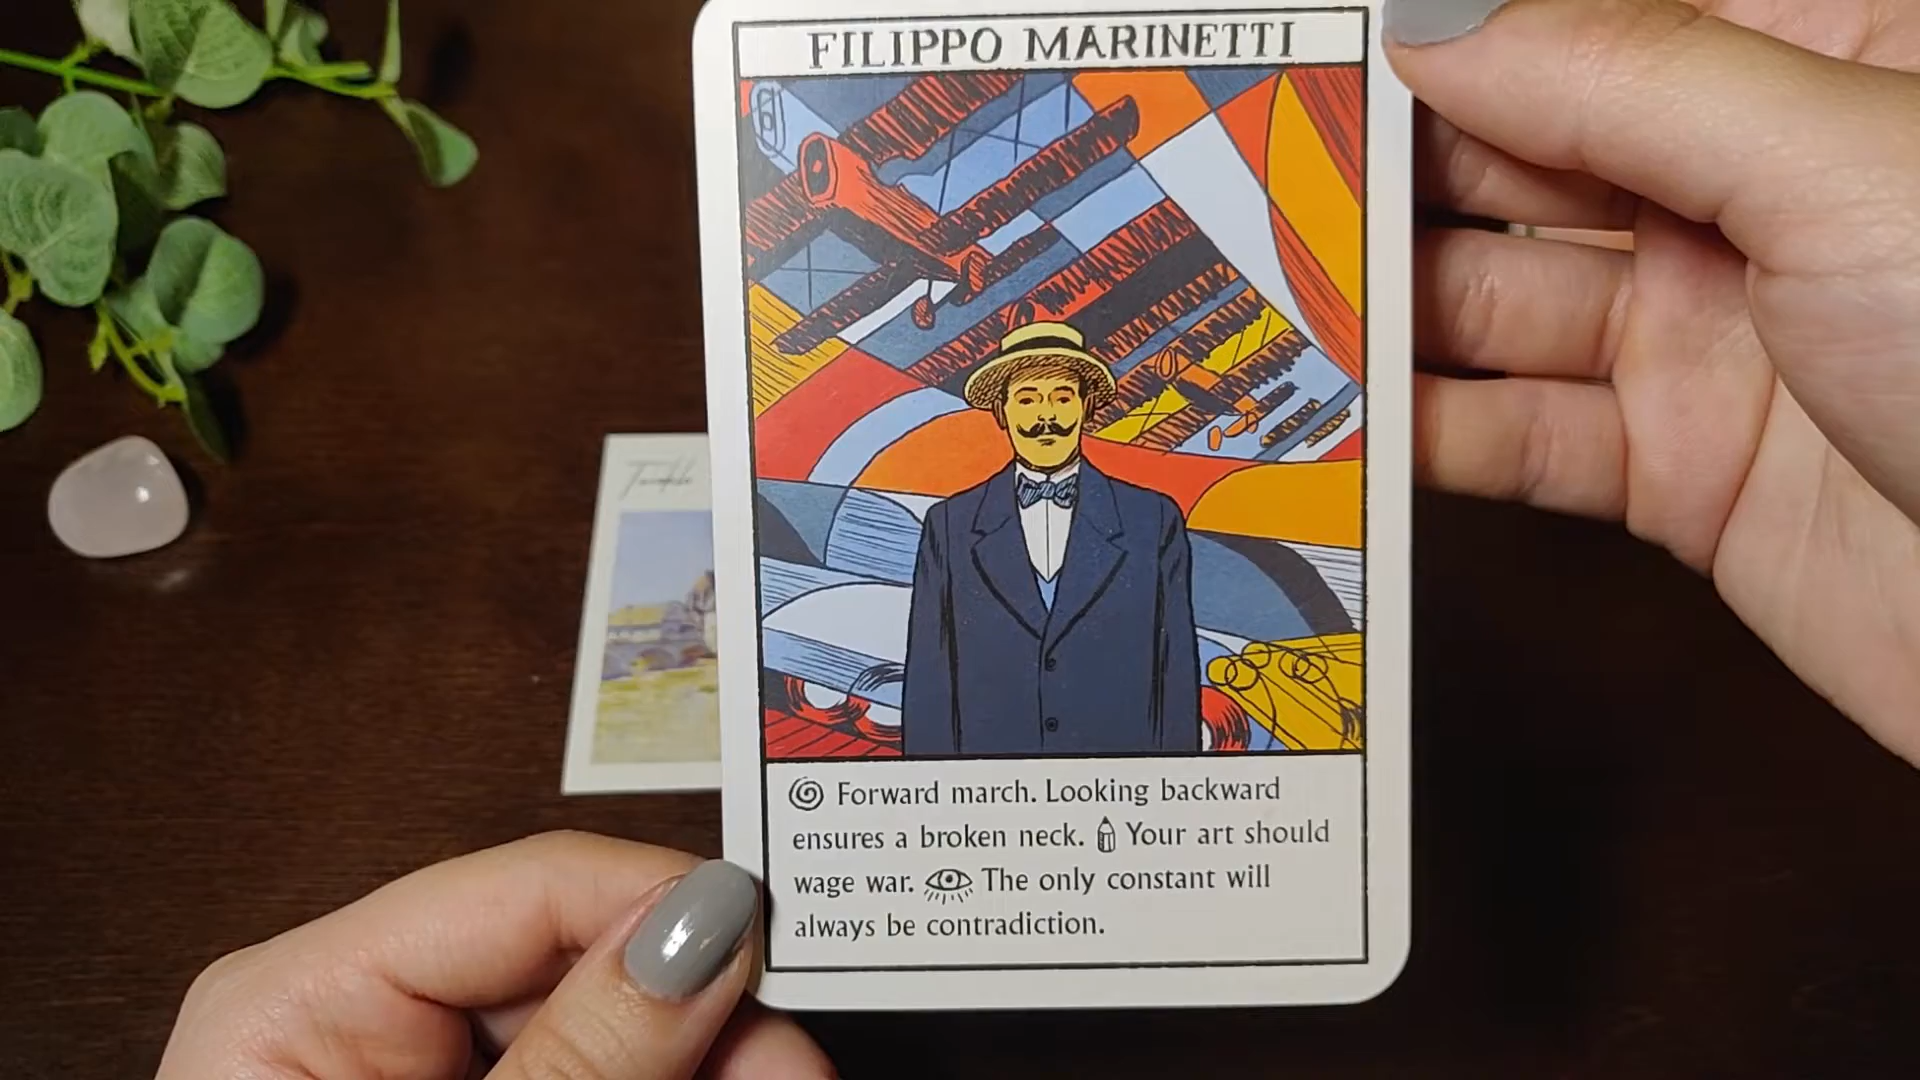 FILIPPO MARINETTI
Forward march. Looking backward
ensures a broken neck. Your art should
wage war. The only constant will
always be contradiction.